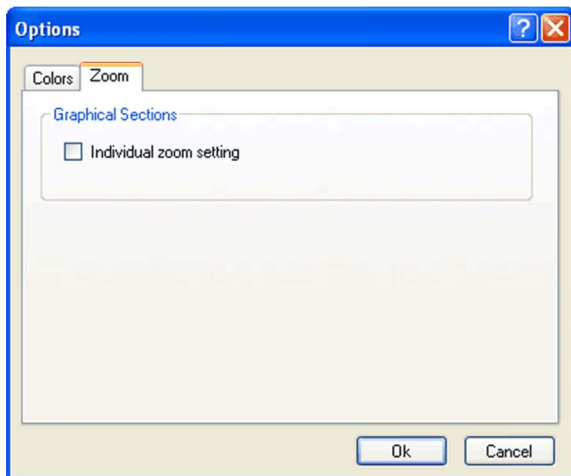 Options
Colors Zoom
Graphical Sections
Individual zoom setting
Ok Cancel